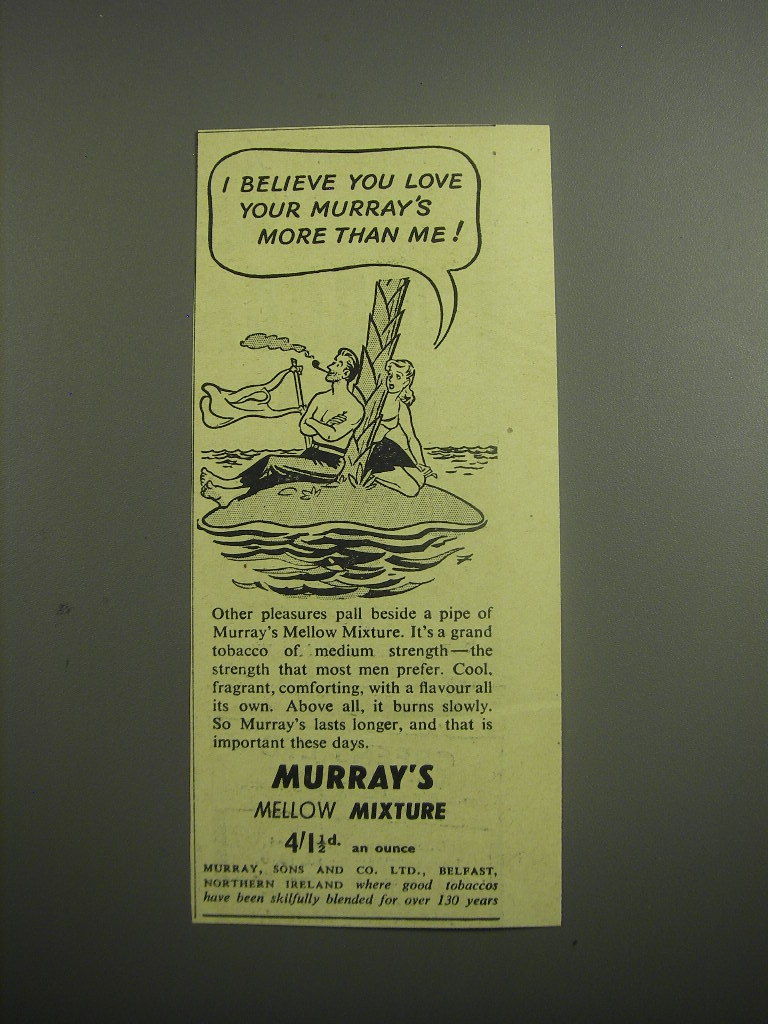 I BELIEVE YOU LOVE
YOUR MURRAY'S
MORE THAN ME!
Other pleasures pall beside a pipe of
Murray's Mellow Mixture. It's a grand
tobacco of medium strength—the
strength that most men prefer. Cool,
fragrant, comforting, with a flavour all
its own. Above all, it burns slowly.
So Murray's lasts longer, and that is
important these days.
MURRAY'S
MELLOW MIXTURE
4/1½d. an ounce
MURRAY, SONS AND CO. LTD., BELFAST,
NORTHERN IRELAND where good tobaccos
have been skilfully blended for over 130 years